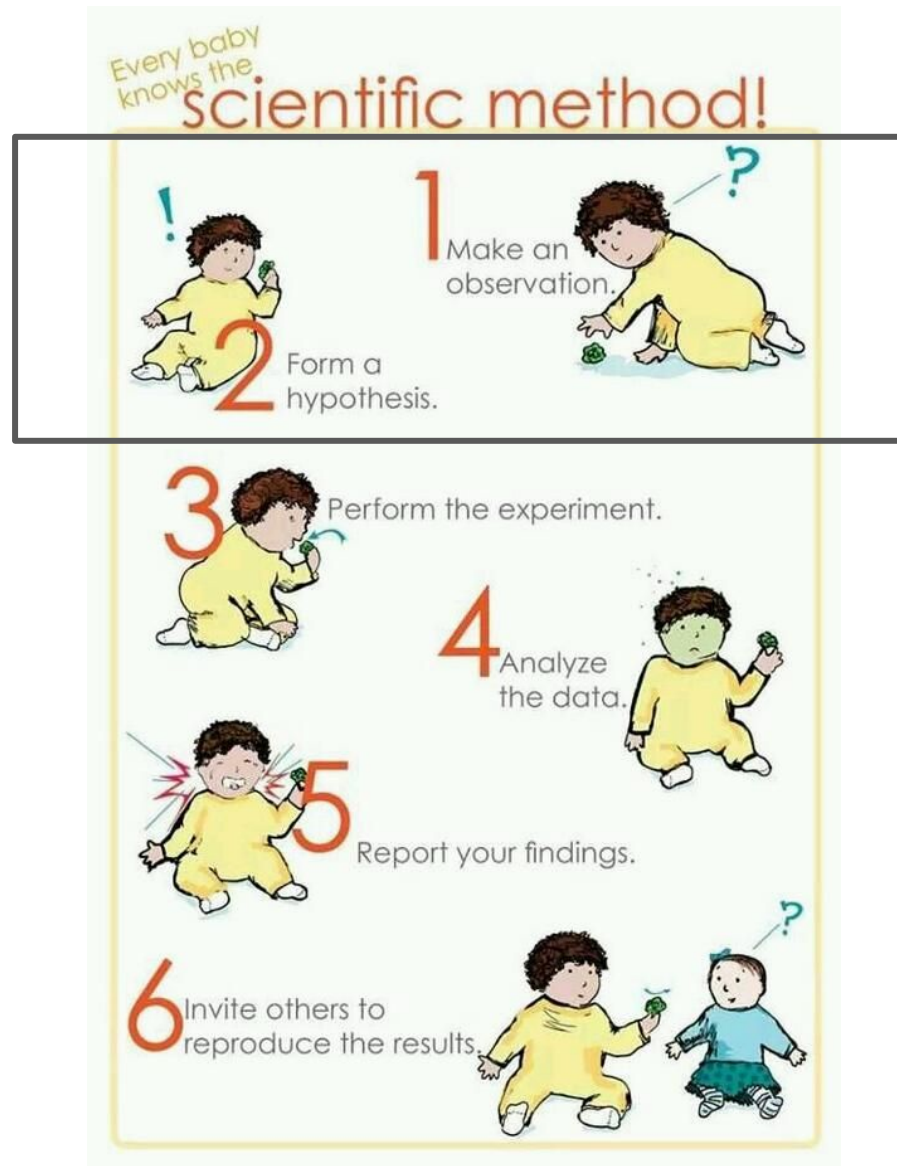 Every baby
knows the
scientific method!
1
Make an
observation.
?
!
2
Form a
hypothesis.
3
Perform the experiment.
4
Analyze
the data.
5
Report your findings.
6
Invite others to
reproduce the results.
?